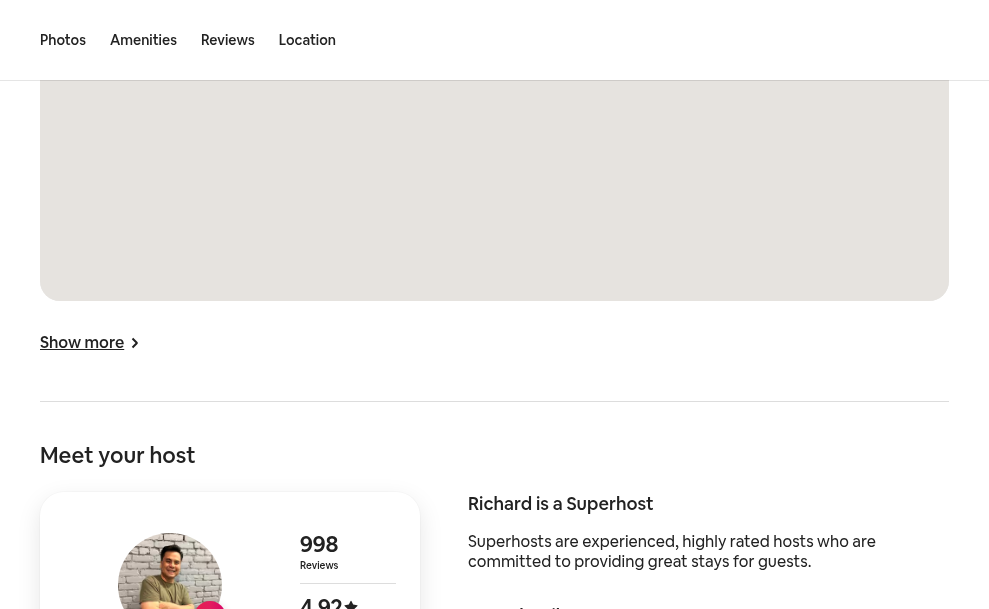 Photos Amenities Reviews Location
Show more
Meet your host
998
Reviews
4.92
Richard is a Superhost
Superhosts are experienced, highly rated hosts who are
committed to providing great stays for guests.